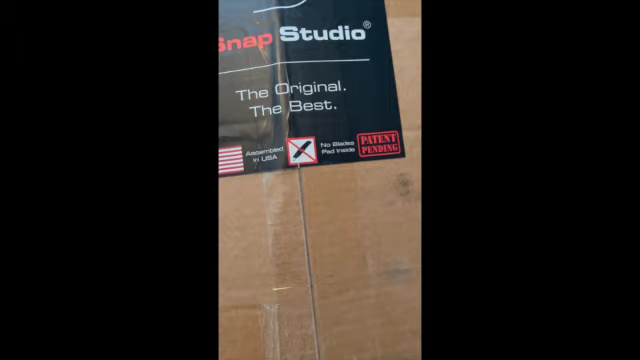 Snap Studio®
The Original.
The Best.
Assembled
in USA
No Blades
Pad Inside
PATENT
PENDING